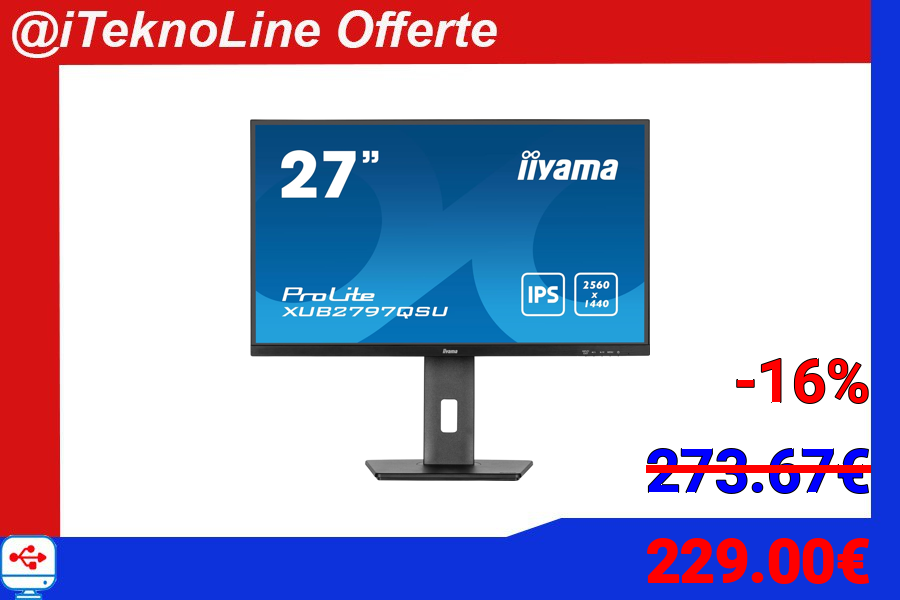 @iTeknoLine Offerte
27”
iiyama
ProLite
XUB2797QSU
IPS
2560
x
1440
iiyama
-16%
273.67€
229.00€